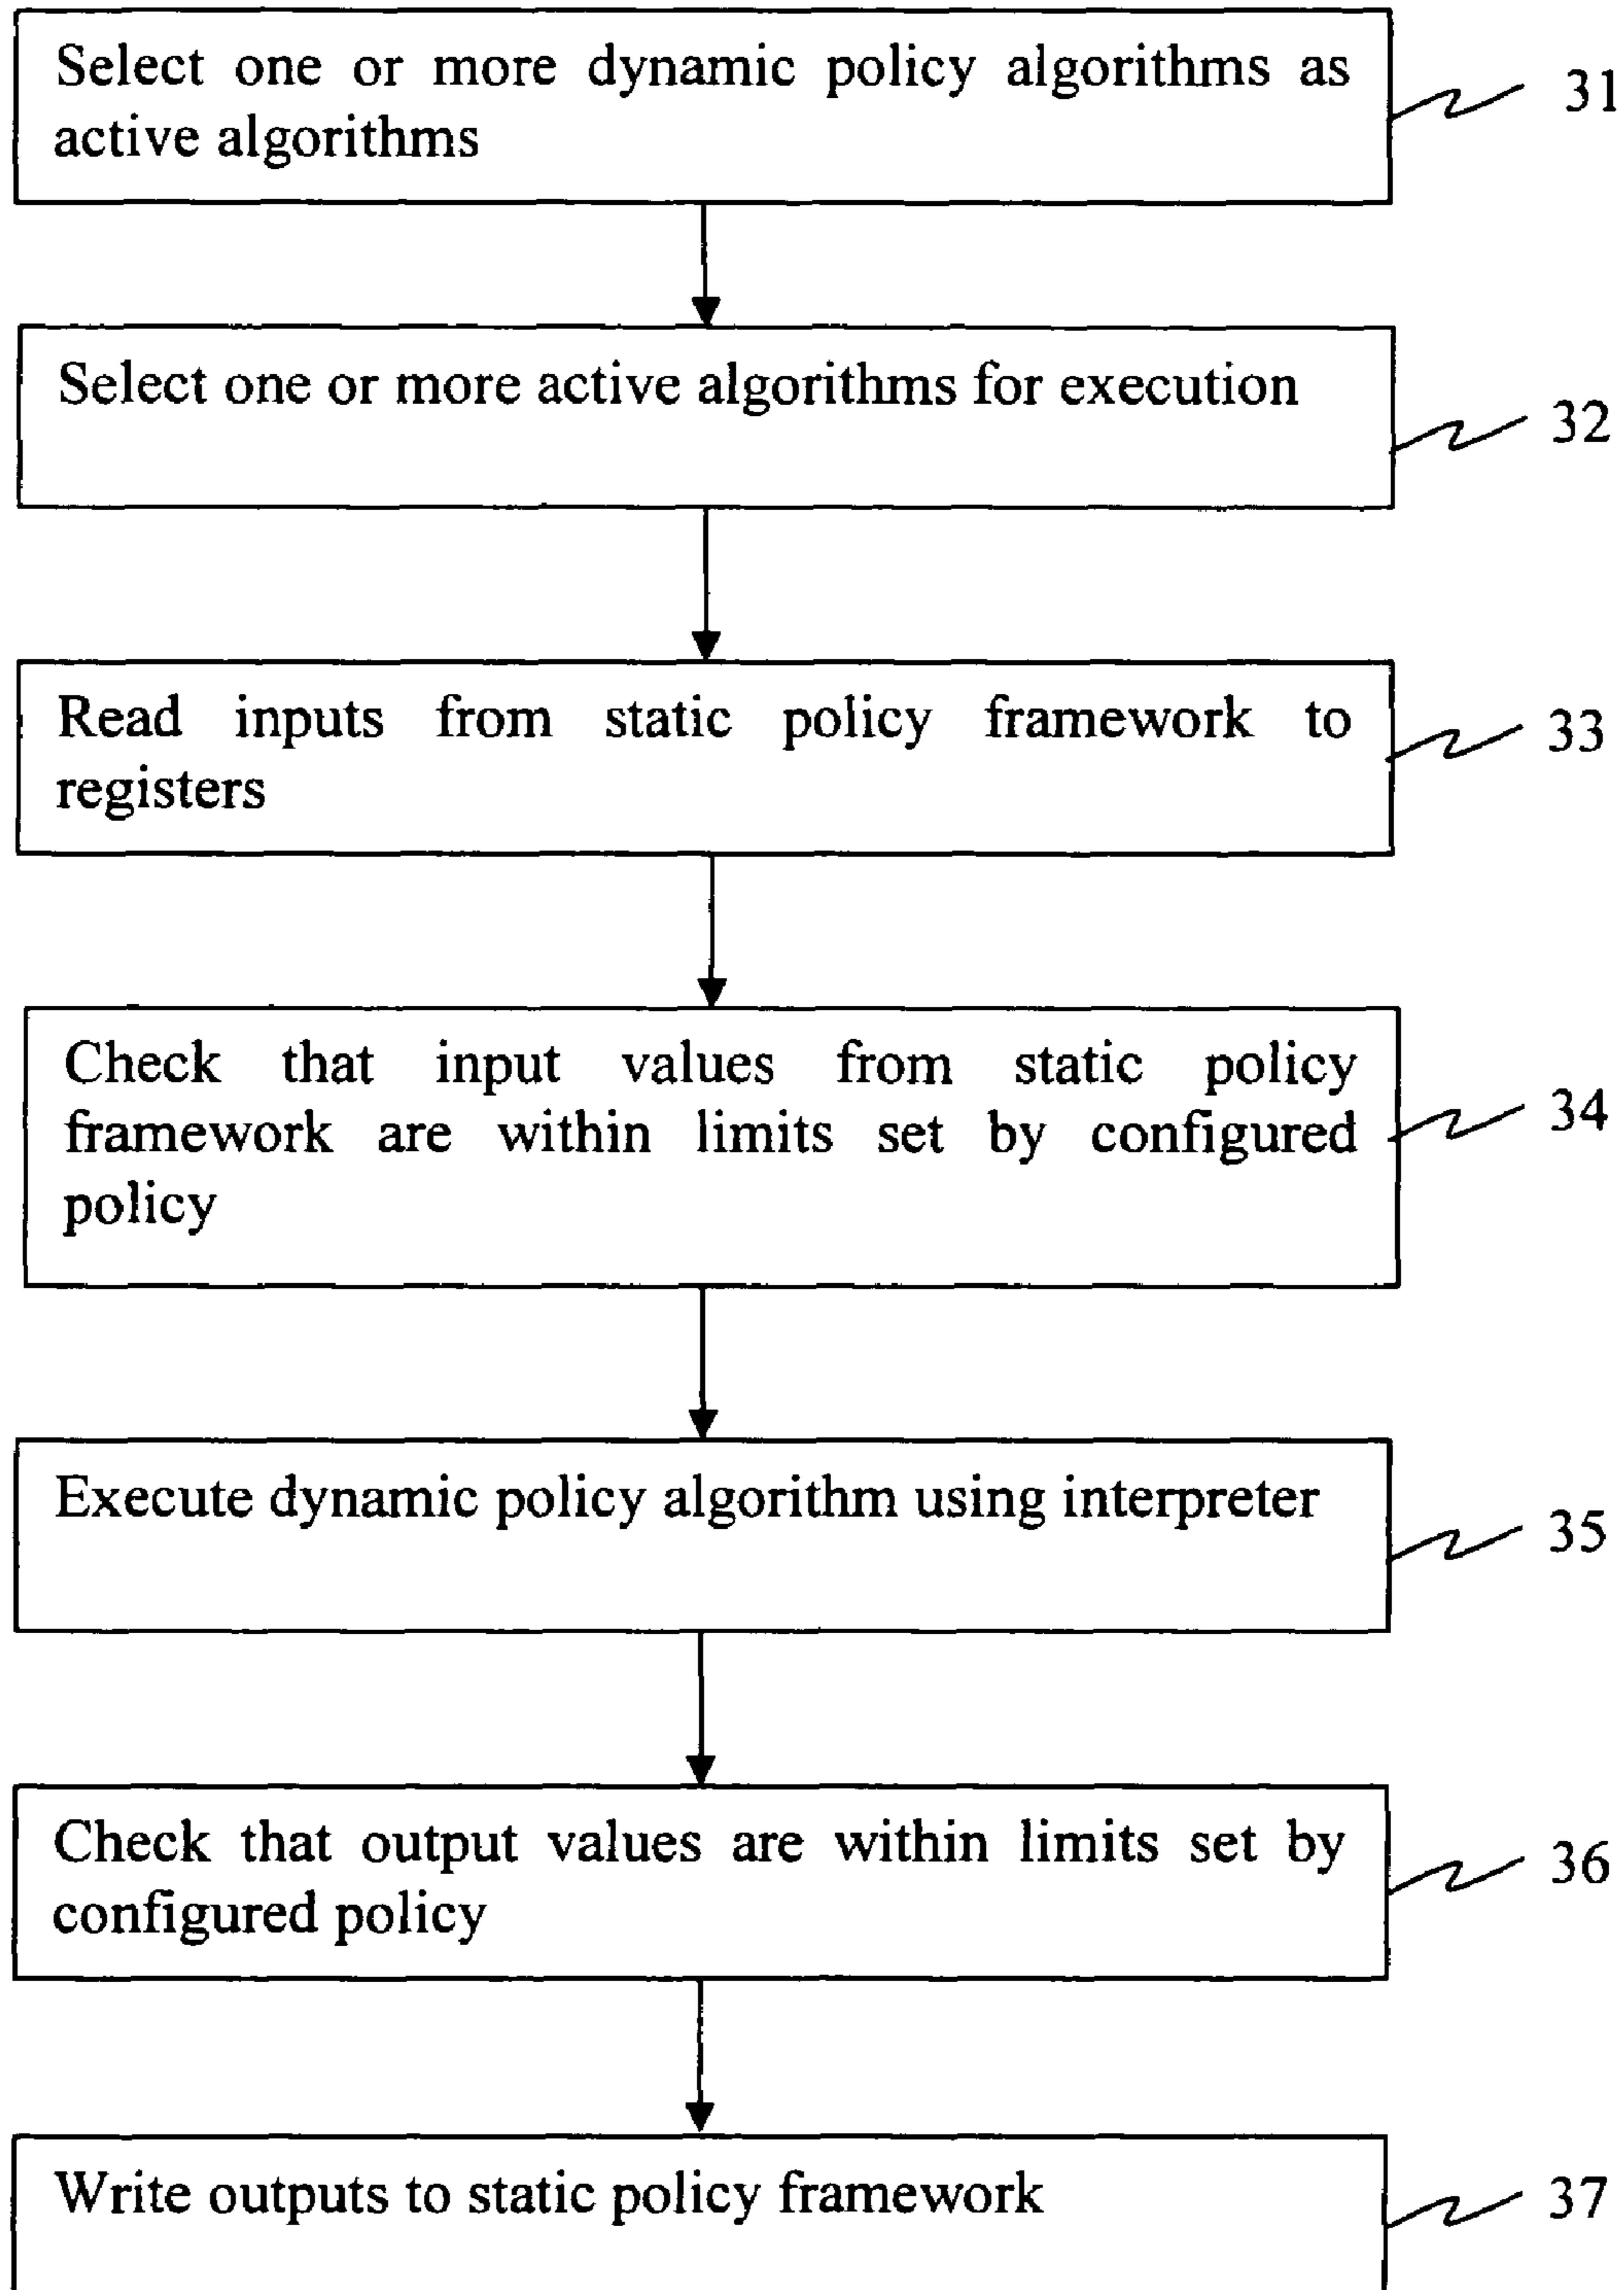 Select one or more dynamic policy algorithms as
active algorithms
31
Select one or more active algorithms for execution
32
Read inputs from static policy framework to
registers
33
Check that input values from static policy
framework are within limits set by configured
policy
34
Execute dynamic policy algorithm using interpreter
35
Check that output values are within limits set by
configured policy
36
Write outputs to static policy framework
37